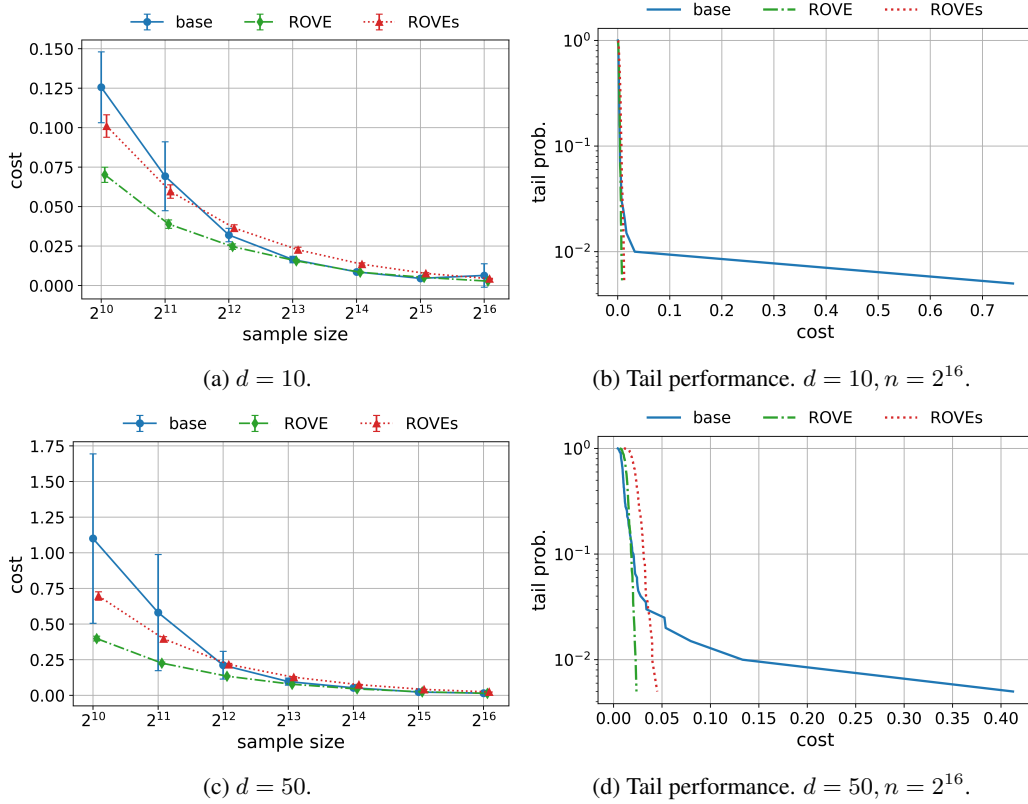 base ROVE ROVEs
0.150
0.125
0.100
0.075
0.050
0.025
0.000
cost
2^10 2^11 2^12 2^13 2^14 2^15 2^16
sample size
(a) d = 10.
base ROVE ROVEs
10^0
10^−1
10^−2
tail prob.
0.0 0.1 0.2 0.3 0.4 0.5 0.6 0.7
cost
(b) Tail performance. d = 10, n = 2^16.
base ROVE ROVEs
1.75
1.50
1.25
1.00
0.75
0.50
0.25
0.00
cost
2^10 2^11 2^12 2^13 2^14 2^15 2^16
sample size
(c) d = 50.
base ROVE ROVEs
10^0
10^−1
10^−2
tail prob.
0.00 0.05 0.10 0.15 0.20 0.25 0.30 0.35 0.40
cost
(d) Tail performance. d = 50, n = 2^16.